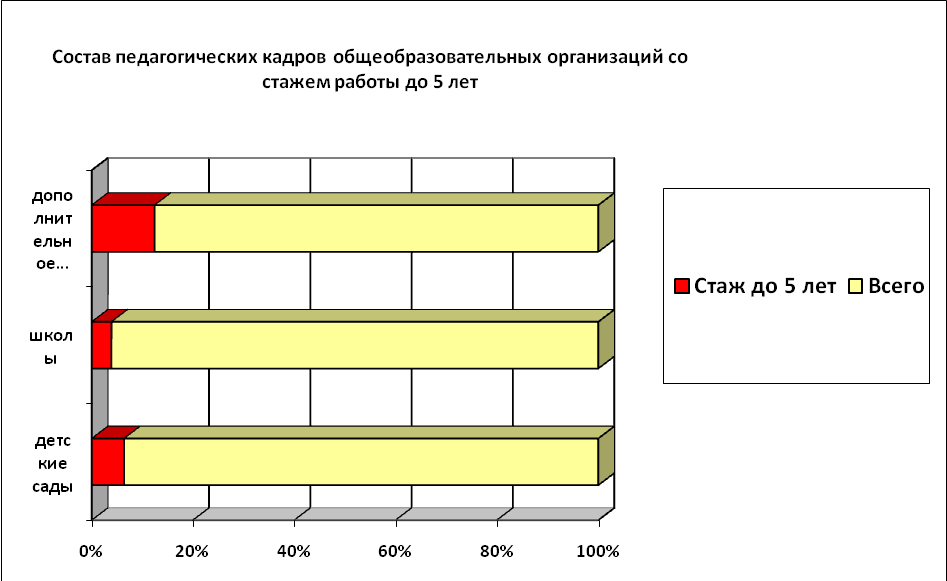 Состав педагогических кадров общеобразовательных организаций со
стажем работы до 5 лет
допо
лнит
ельн
ое...
школ
ы
детс
кие
сады
0% 20% 40% 60% 80% 100%
Стаж до 5 лет Всего